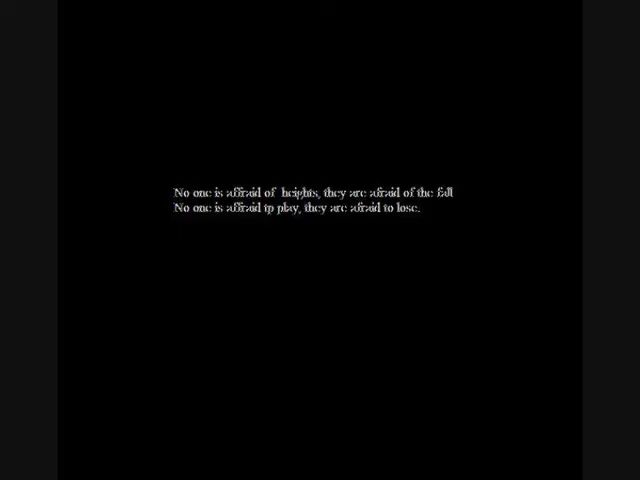 No one is affraid of heights, they are afraid of the fall
No one is affraid tp play, they are afraid to lose.